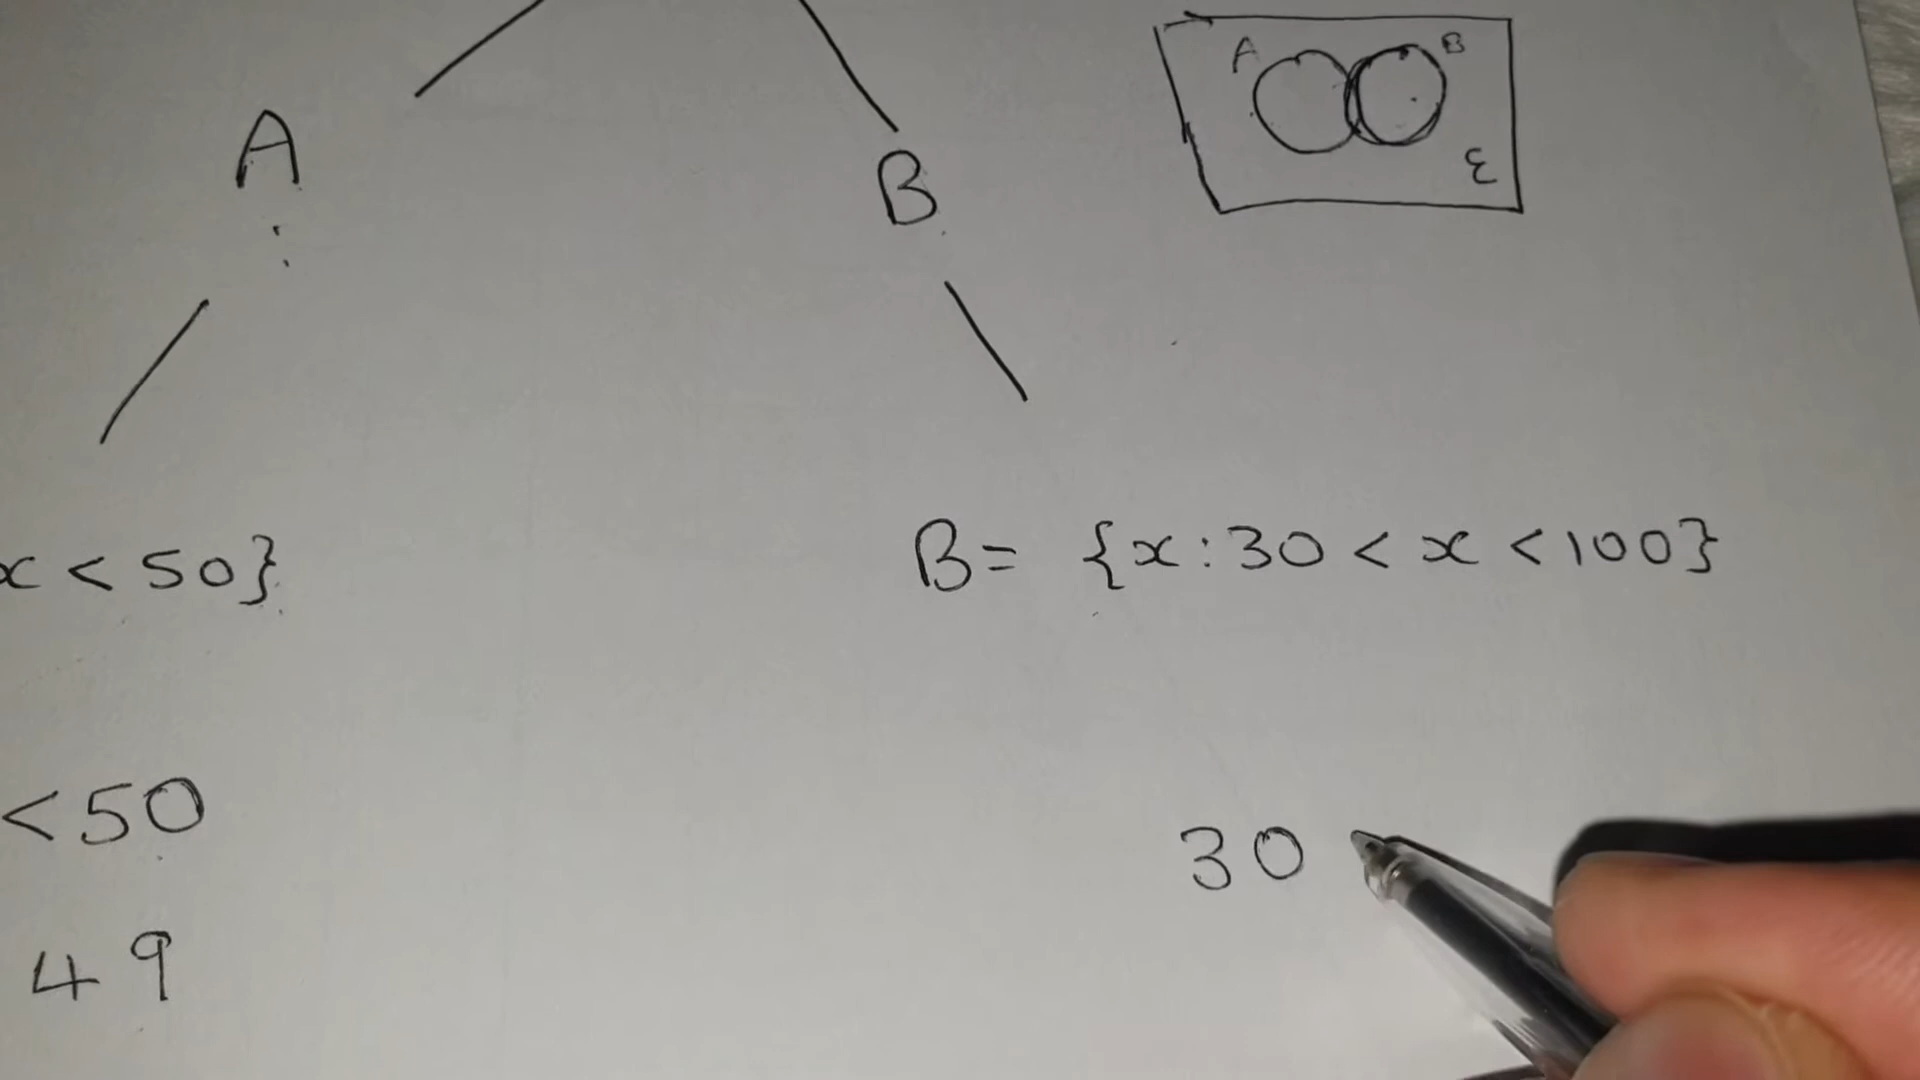 A B
ε
A
B
x < 50}
B = {x : 30 < x < 100}
< 50
30
49